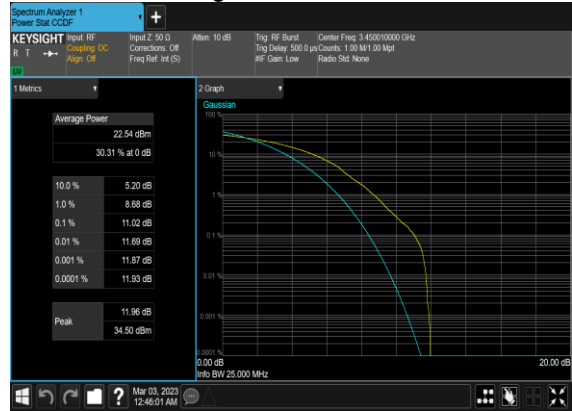 Spectrum Analyzer 1
Power Stat CCDF
KEYSIGHT
R T
LW
Input: RF
Coupling: DC
Align: Off
Input Z: 50 Ω
Corrections: Off
Freq Ref: Int (S)
Atten: 10 dB
Trig: RF Burst
Trig Delay: 500.0 µs
#IF Gain: Low
Center Freq: 3.450010000 GHz
Counts: 1.00 M/1.00 Mpt
Radio Std: None
1 Metrics
Average Power
22.54 dBm
30.31 % at 0 dB
10.0 % 5.20 dB
1.0 % 8.68 dB
0.1 % 11.02 dB
0.01 % 11.69 dB
0.001 % 11.87 dB
0.0001 % 11.93 dB
Peak
11.96 dB
34.50 dBm
2 Graph
Gaussian
100 %
10 %
1 %
0.1 %
0.01 %
0.001 %
0.0001 %
0.00 dB
20.00 dB
Info BW 25.000 MHz
Mar 03, 2023
12:46:01 AM